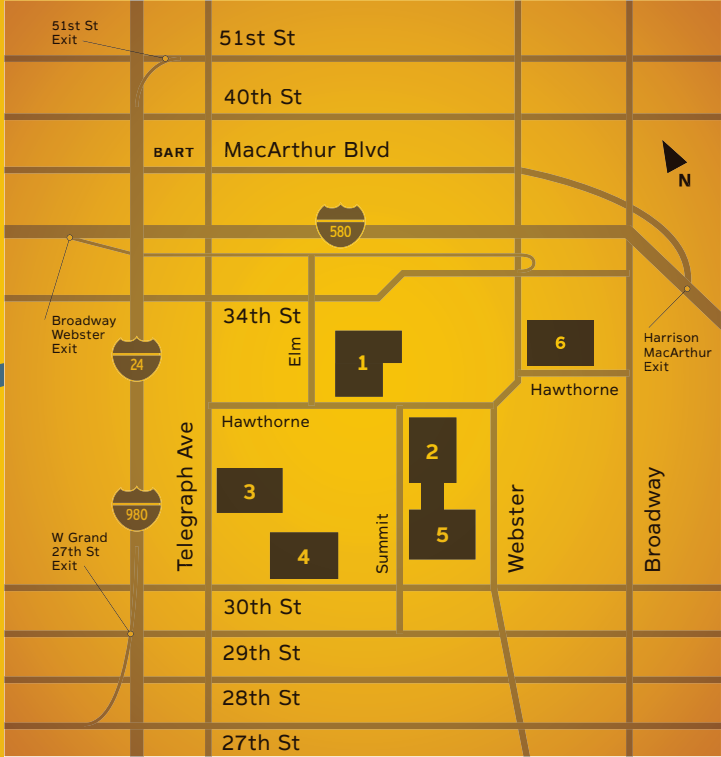 51st St
Exit
51st St
40th St
BART
MacArthur Blvd
N
580
Broadway
Webster
Exit
34th St
Elm
1
6
Harrison
MacArthur
Exit
24
Hawthorne
Hawthorne
Telegraph Ave
2
3
980
Summit
5
Webster
Broadway
W Grand
27th St
Exit
4
30th St
29th St
28th St
27th St